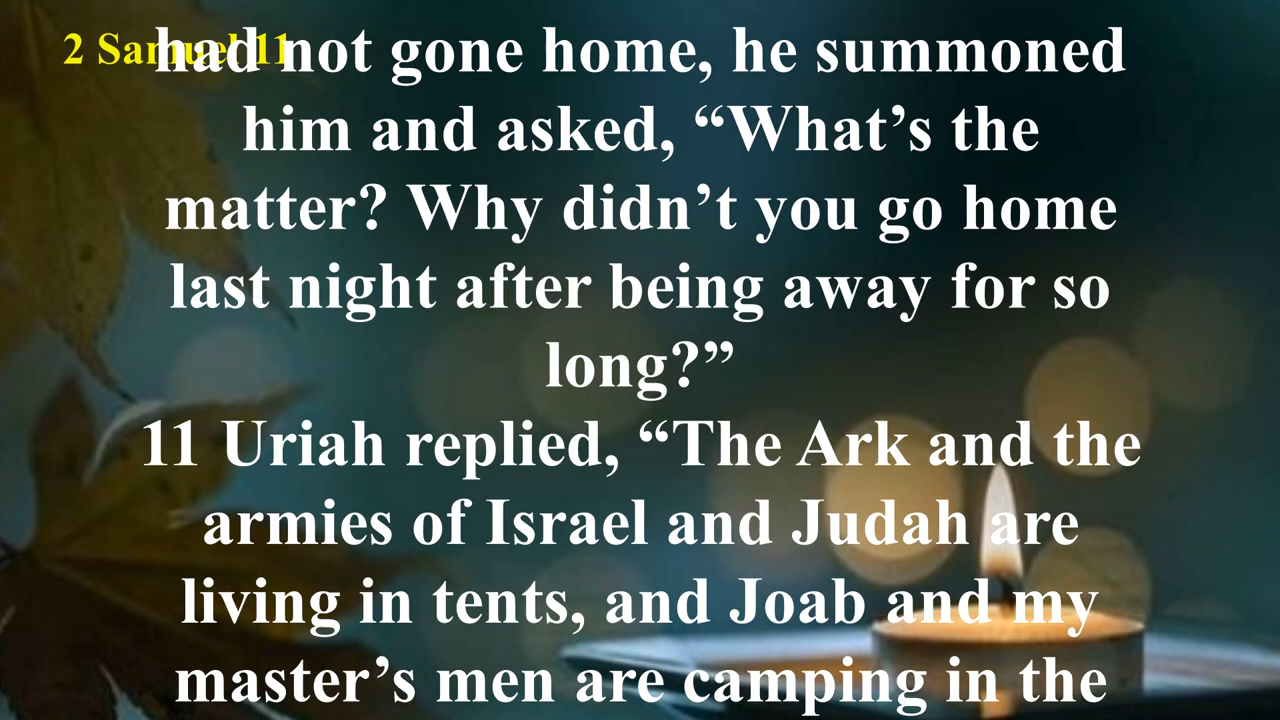 2 Samuel 11
had not gone home, he summoned
him and asked, “What’s the
matter? Why didn’t you go home
last night after being away for so
long?”
11 Uriah replied, “The Ark and the
armies of Israel and Judah are
living in tents, and Joab and my
master’s men are camping in the